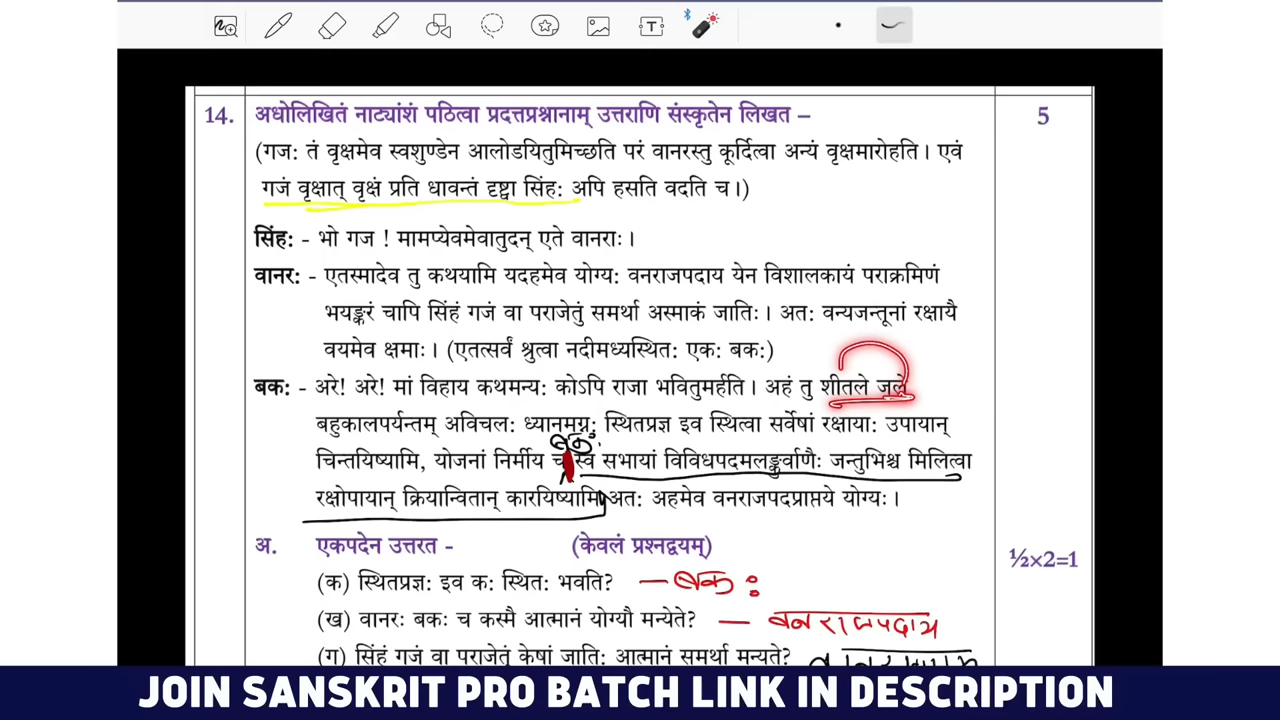 14. अधोलिखितं नाट्यांशं पठित्वा प्रदत्तप्रश्नानाम् उत्तराणि संस्कृतेन लिखत – 5
(गज: तं वृक्षमेव स्वशुण्डेन आलोडयितुमिच्छति परं वानरस्तु कूर्दित्वा अन्यं वृक्षमारोहति। एवं
गजं वृक्षात् वृक्षं प्रति धावन्तं दृष्ट्वा सिंह: अपि हसति वदति च।)
सिंह: - भो गज ! मामप्येवमेवातुदन् एते वानराः।
वानर: - एतस्मादेव तु कथयामि यदहमेव योग्य: वनराजपदाय येन विशालकायं पराक्रमिणं
भयङ्करं चापि सिंहं गजं वा पराजेतुं समर्था अस्माकं जातिः। अत: वन्यजन्तूनां रक्षायै
वयमेव क्षमाः। (एतत्सर्वं श्रुत्वा नदीमध्यस्थित: एक: बक:)
बक: - अरे! अरे! मां विहाय कथमन्य: कोऽपि राजा भवितुमर्हति। अहं तु शीतले जले
बहुकालपर्यन्तम् अविचल: ध्यानमग्न: स्थितप्रज्ञ इव स्थित्वा सर्वेषां रक्षाया: उपायान्
बक:
चिन्तयिष्यामि, योजनां निर्मीय च स्व सभायां विविधपदमलङ्कुर्वाणैः जन्तुभिश्च मिलित्वा
रक्षोपायान् क्रियान्वितान् कारयिष्यामि अत: अहमेव वनराजपदप्राप्तये योग्यः।
अ. एकपदेन उत्तरत - (केवलं प्रश्नद्वयम्) ½x2=1
(क) स्थितप्रज्ञ: इव क: स्थित: भवति? — बक:
(ख) वानरः बकः च कस्मै आत्मानं योग्यौ मन्येते? — वनराजपदाय
(ग) सिंहं गजं वा पराजेतुं केषां जाति: आत्मानं समर्था मन्यते?
JOIN SANSKRIT PRO BATCH LINK IN DESCRIPTION